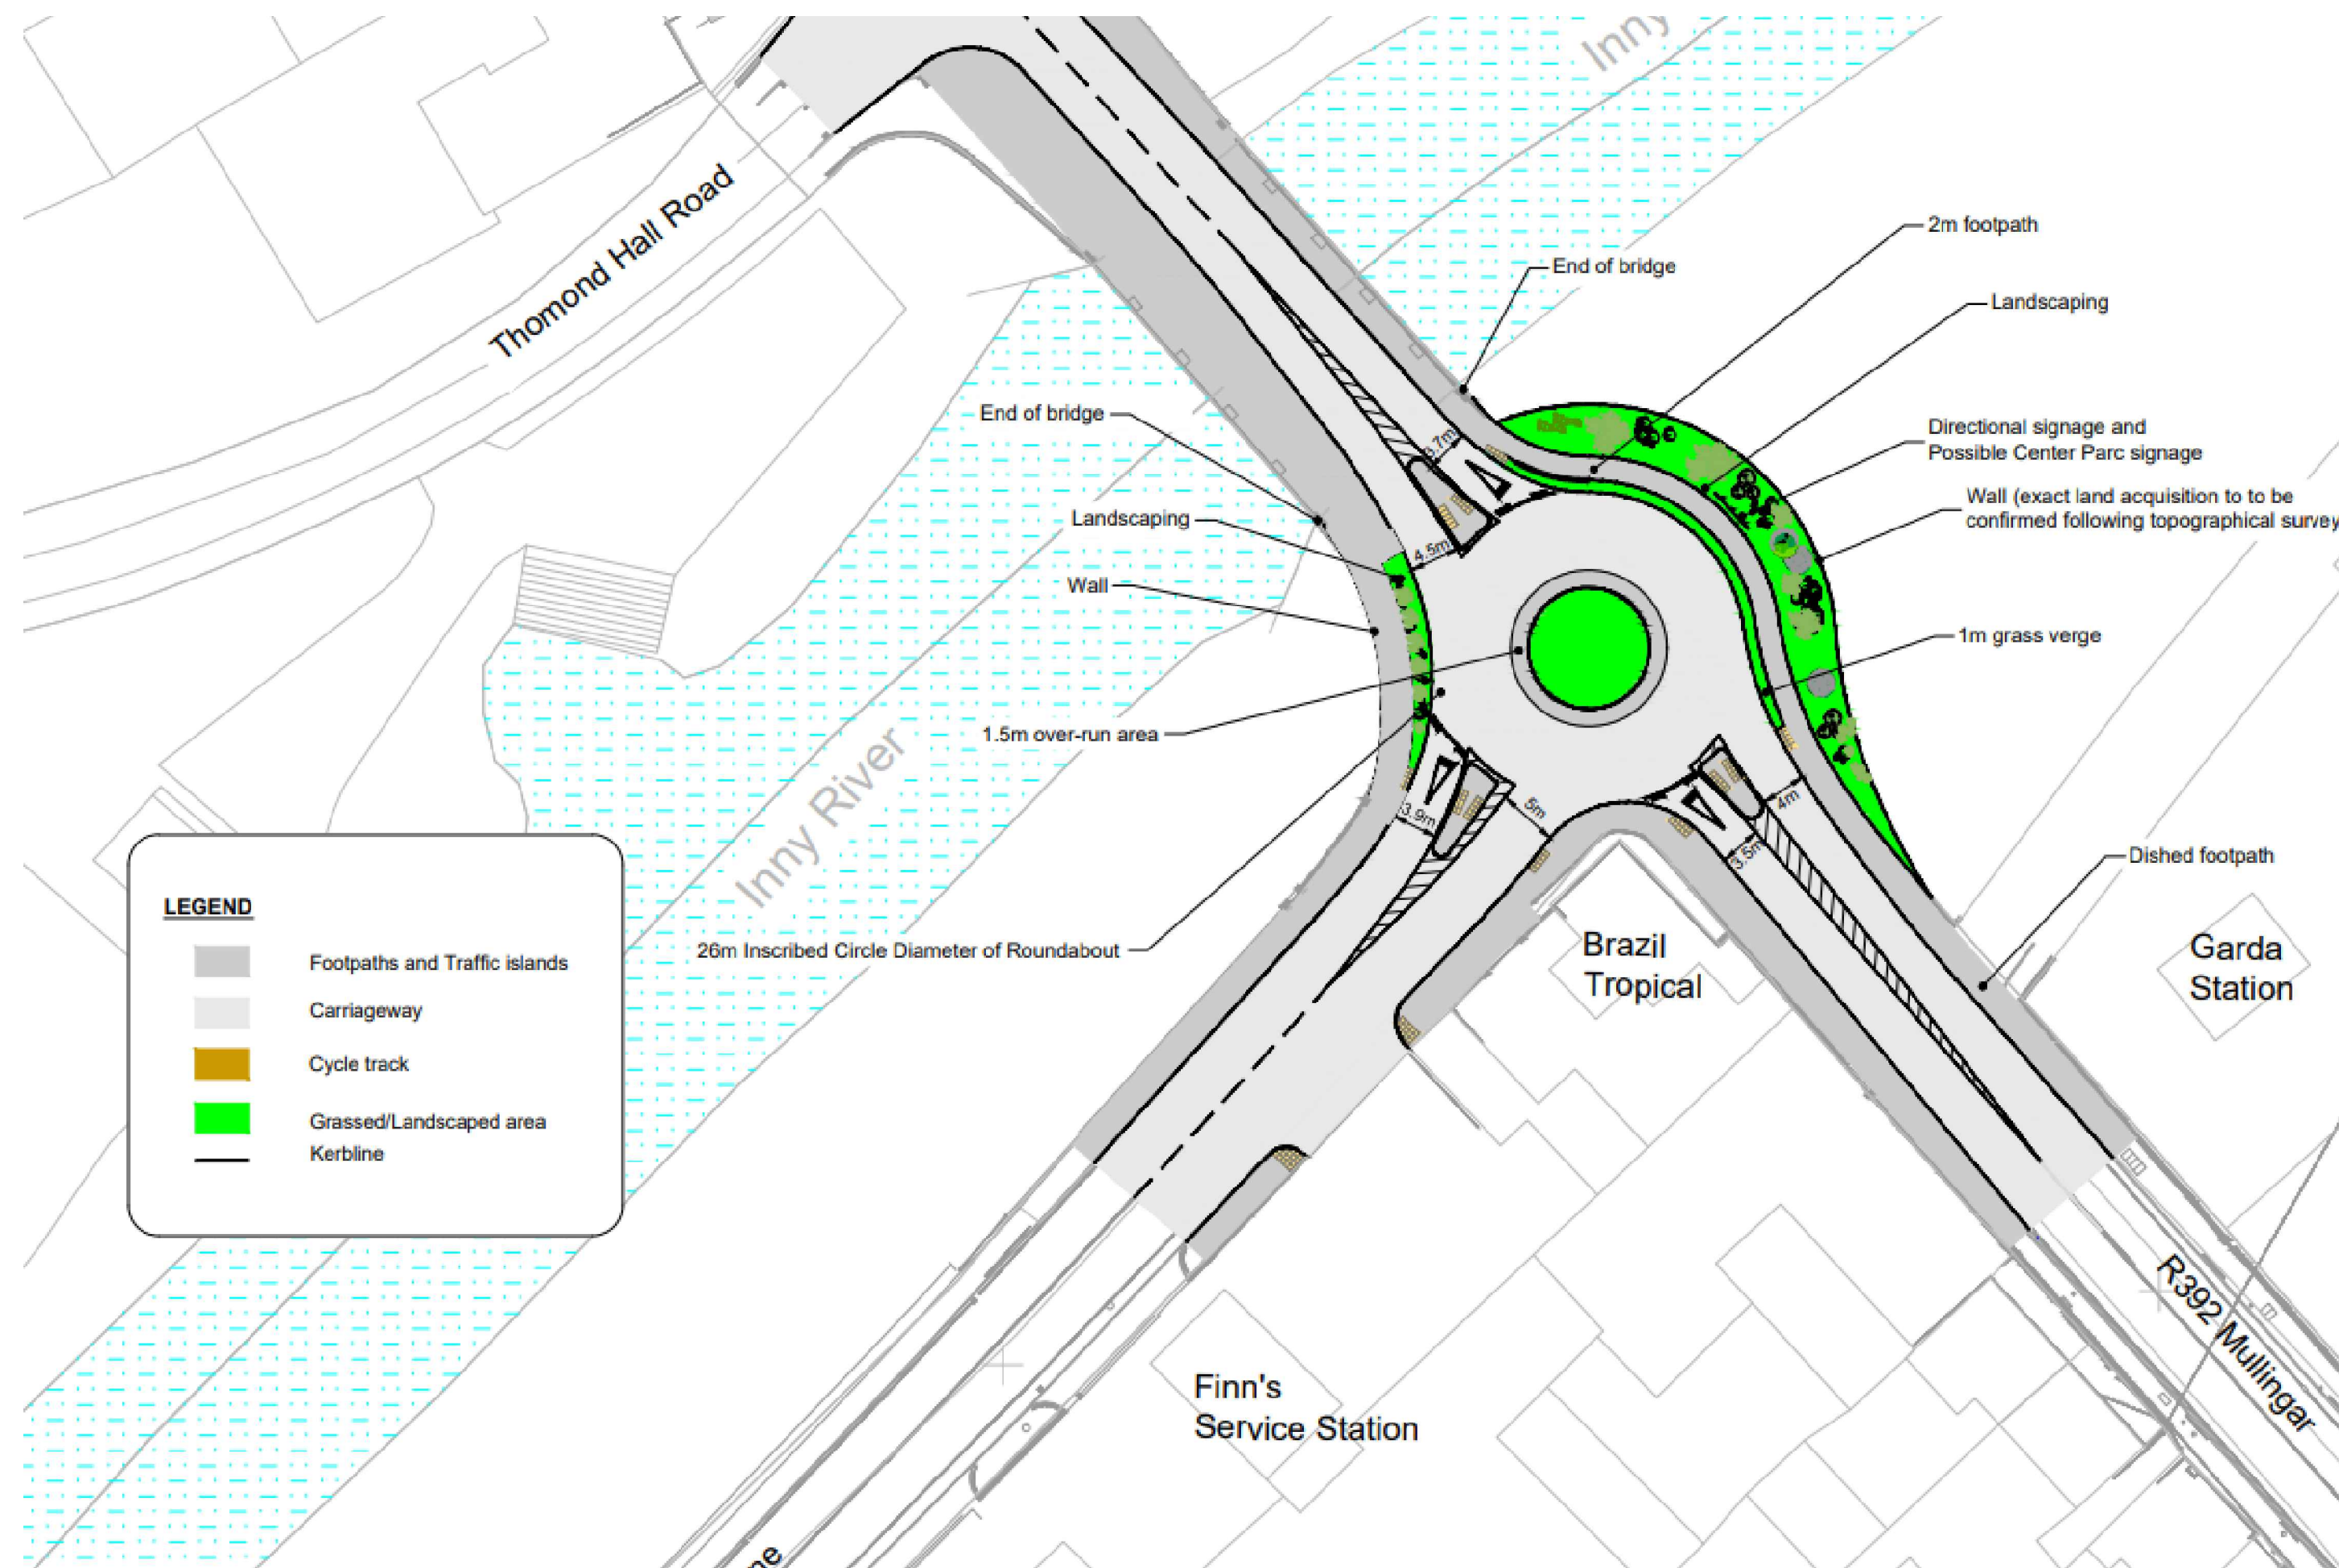 Inny
Thomond Hall Road
2m footpath
End of bridge
Landscaping
End of bridge
Directional signage and
Possible Center Parc signage
3.7m
Wall (exact land acquisition to to be
confirmed following topographical survey
Landscaping
4.5m
Wall
1m grass verge
1.5m over-run area
Inny River
3.9m
5m
4m
3.5m
Dished footpath
26m Inscribed Circle Diameter of Roundabout
Brazil
Tropical
Garda
Station
LEGEND
Footpaths and Traffic islands
Carriageway
Cycle track
Grassed/Landscaped area
Kerbline
R392 Mullingar
Finn's
Service Station